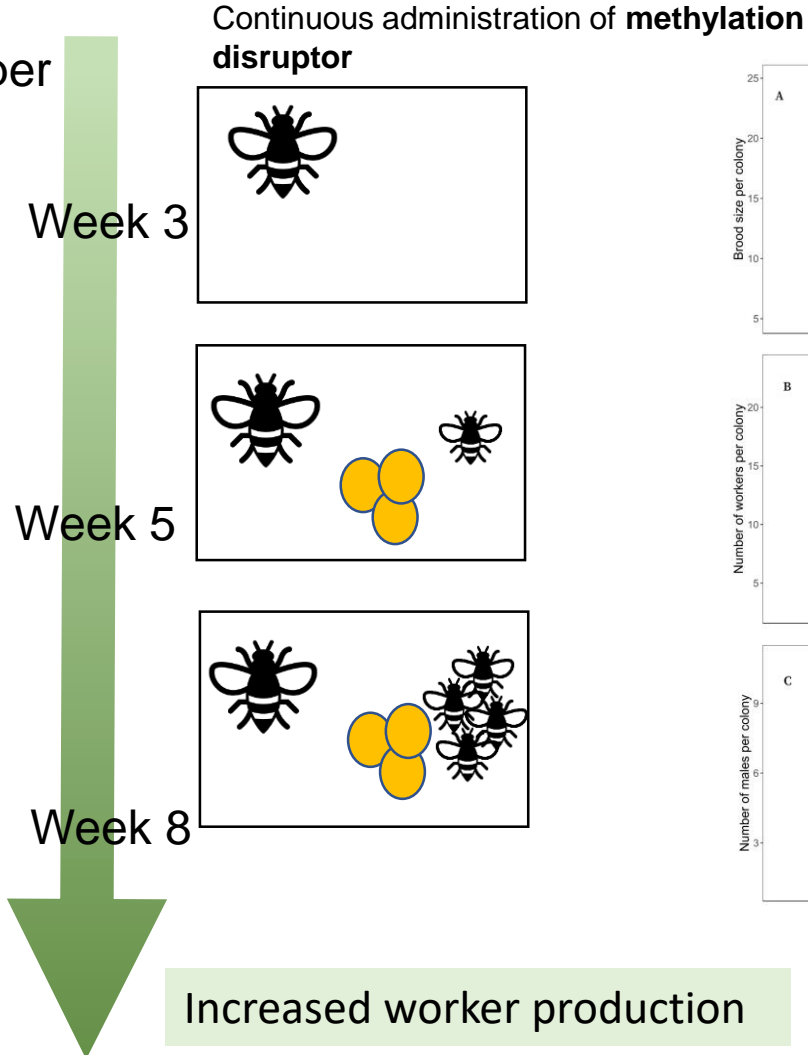 Continuous administration of methylation
disruptor
Week 3
Week 5
Week 8
Increased worker production
A
Brood size per colony
25
20
15
10
5
B
Number of workers per colony
20
15
10
5
C
Number of males per colony
9
6
3